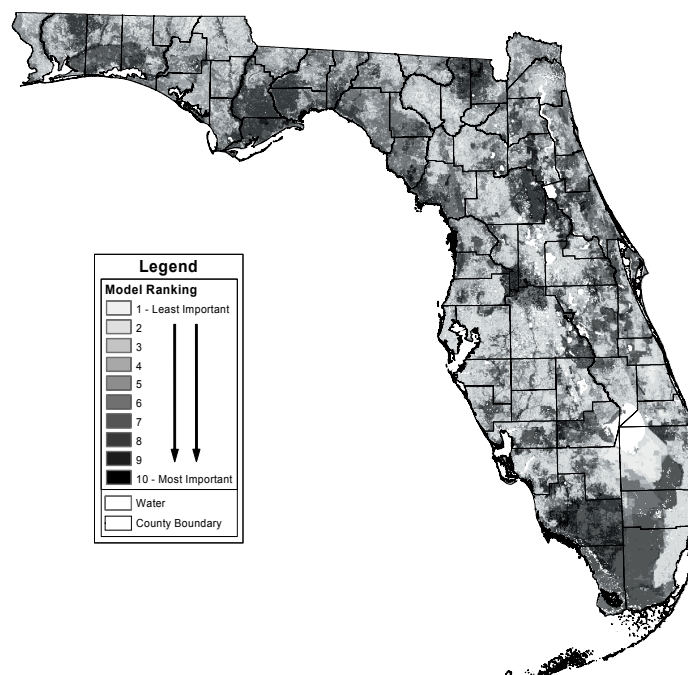 Legend
Model Ranking
1 - Least Important
2
3
4
5
6
7
8
9
10 - Most Important
Water
County Boundary